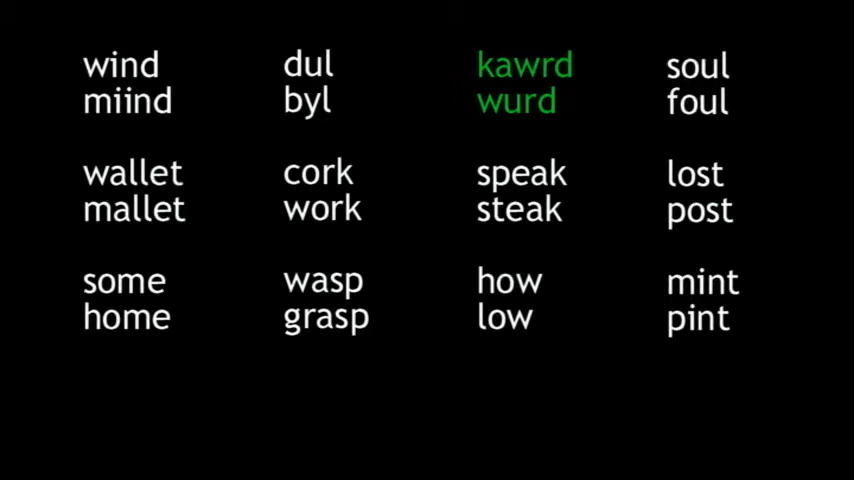 wind dul kawrd soul
miind byl wurd foul
wallet cork speak lost
mallet work steak post
some wasp how mint
home grasp low pint